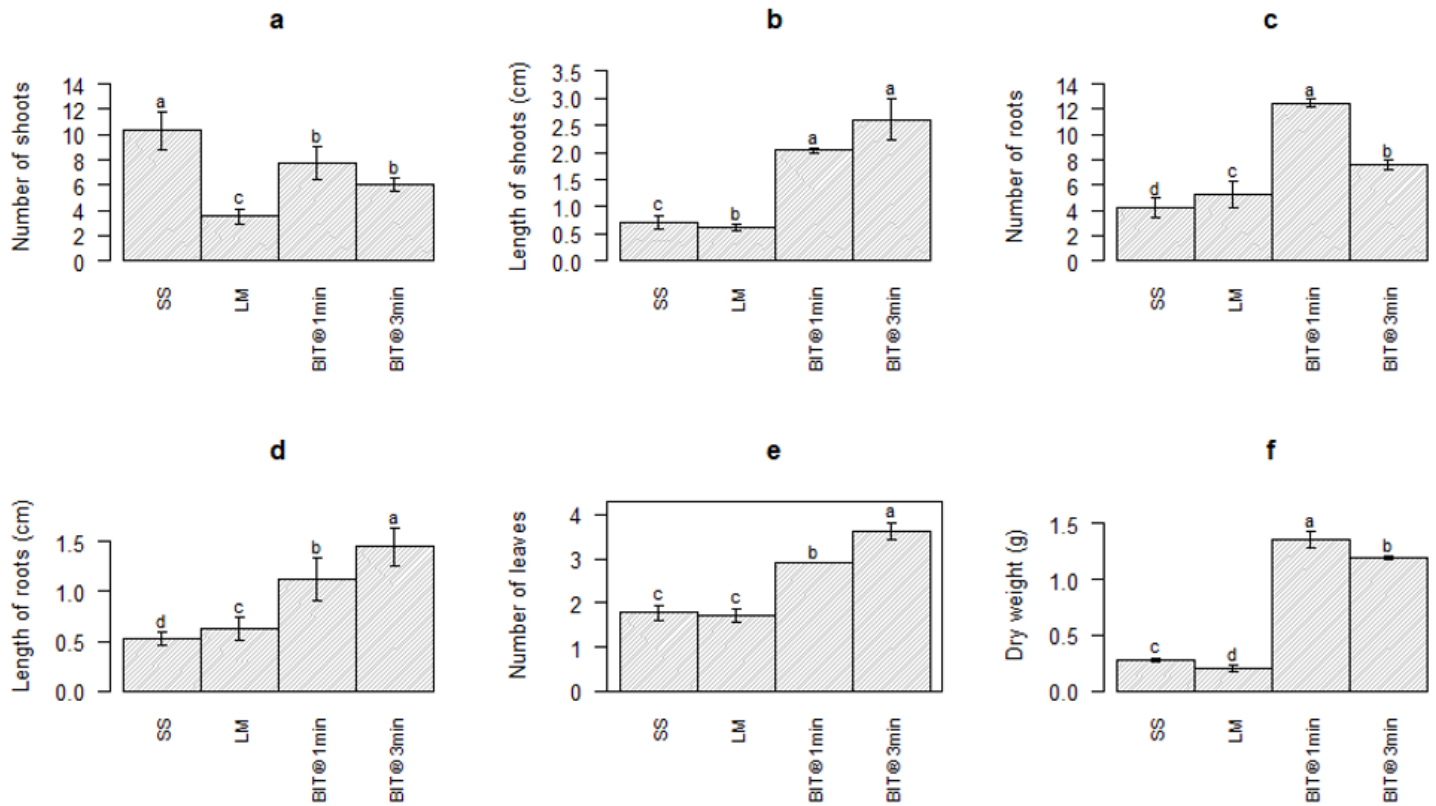 a
Number of shoots
14
12
10
8
6
4
2
0
a
c
b
b
SS
LM
BIT®1min
BIT®3min
b
Length of shoots (cm)
3.5
3.0
2.5
2.0
1.5
1.0
0.5
0.0
c
b
a
a
SS
LM
BIT®1min
BIT®3min
c
Number of roots
14
12
10
8
6
4
2
0
d
c
a
b
SS
LM
BIT®1min
BIT®3min
d
Length of roots (cm)
1.5
1.0
0.5
0.0
d
c
b
a
SS
LM
BIT®1min
BIT®3min
e
Number of leaves
4
3
2
1
0
c
c
b
a
SS
LM
BIT®1min
BIT®3min
f
Dry weight (g)
1.5
1.0
0.5
0.0
c
d
a
b
SS
LM
BIT®1min
BIT®3min